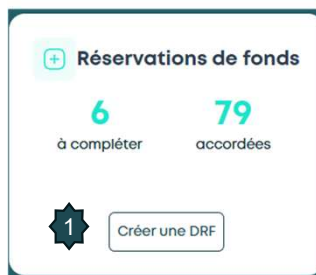 Réservations de fonds
6 79
à compléter accordées
1 Créer une DRF